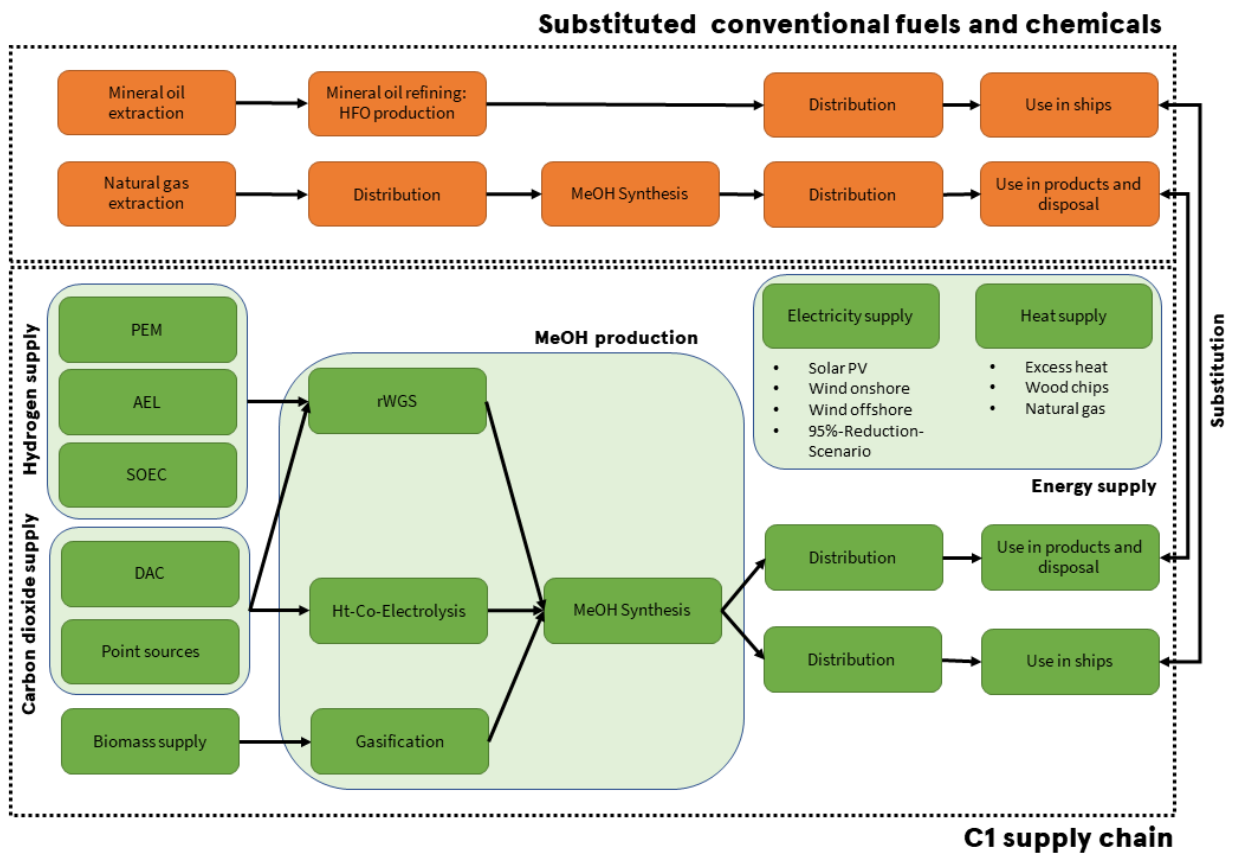 Substituted conventional fuels and chemicals
Mineral oil
extraction
Mineral oil refining:
HFO production
Distribution
Use in ships
Natural gas
extraction
Distribution
MeOH Synthesis
Distribution
Use in products and
disposal
Substitution
Hydrogen supply
PEM
AEL
SOEC
Carbon dioxide supply
DAC
Point sources
Biomass supply
MeOH production
rWGS
Ht-Co-Electrolysis
Gasification
MeOH Synthesis
Electricity supply
• Solar PV
• Wind onshore
• Wind offshore
• 95%-Reduction-
Scenario
Heat supply
• Excess heat
• Wood chips
• Natural gas
Energy supply
Distribution
Use in products and
disposal
Distribution
Use in ships
C1 supply chain